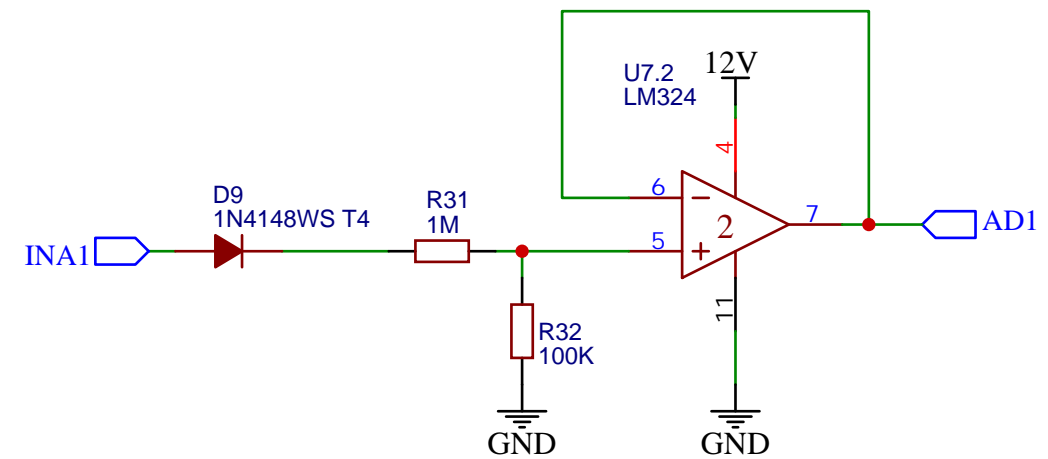 12V
U7.2
LM324
4
D9
1N4148WS T4
R31
1M
6
2
7
5
INA1
AD1
11
R32
100K
GND
GND